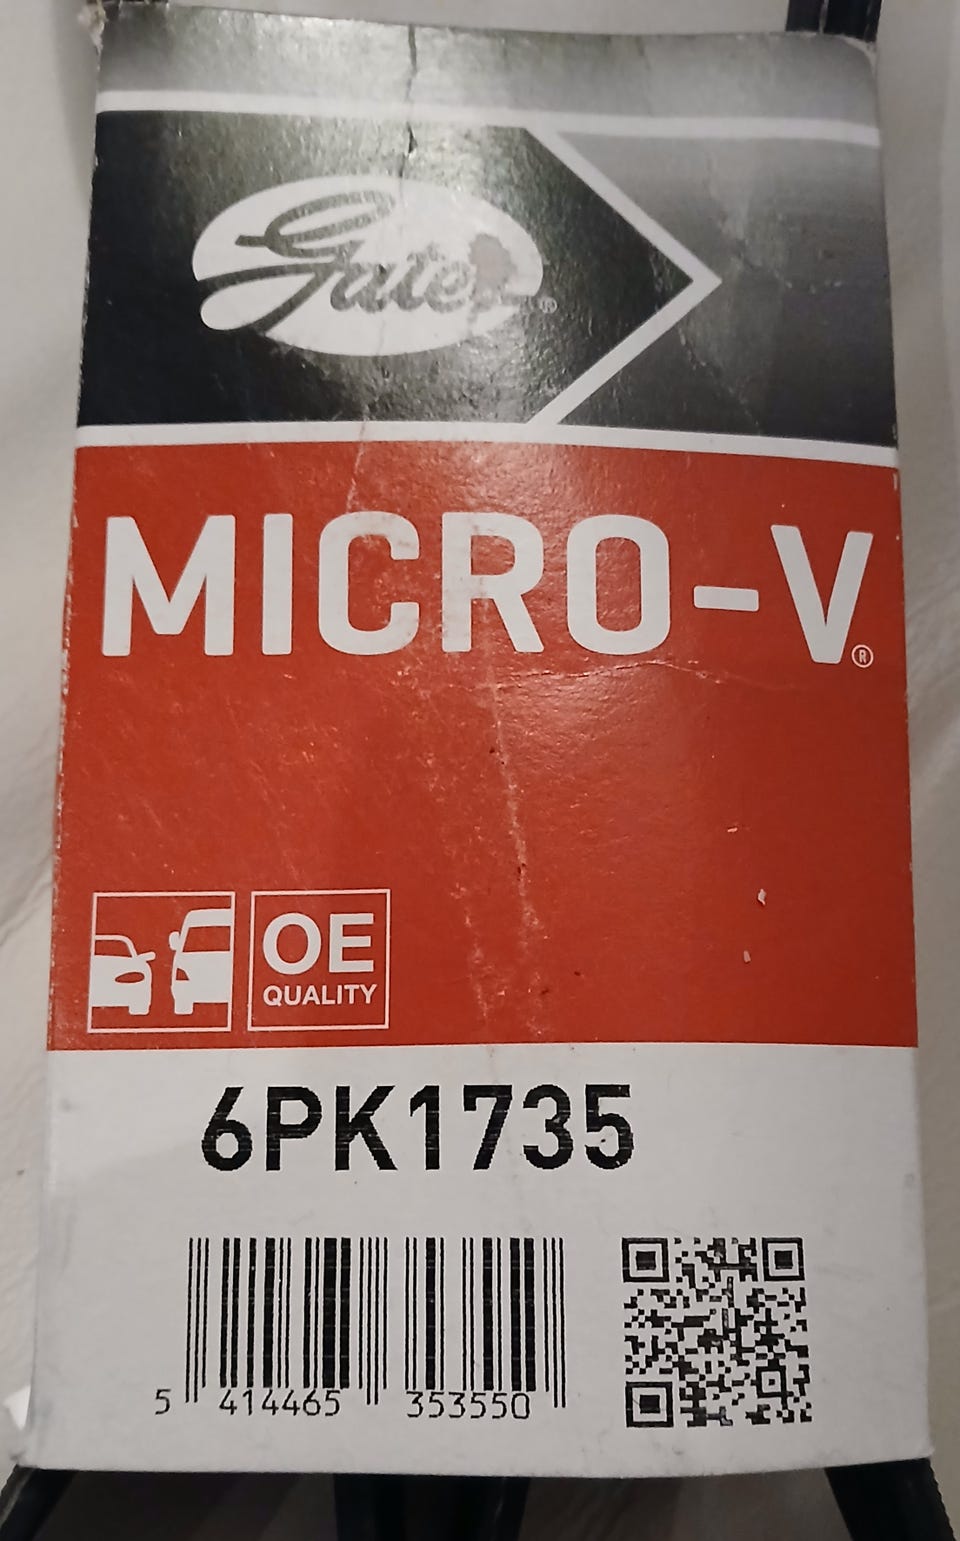 Gates®
MICRO-V®
OE
QUALITY
6PK1735
5 414465 353550